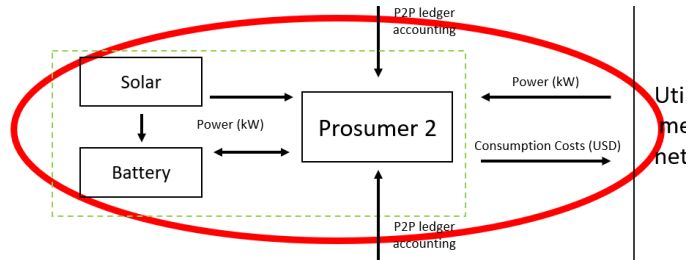 P2P ledger
accounting
Solar
Power (kW)
Power (kW)
Prosumer 2
Consumption Costs (USD)
Battery
P2P ledger
accounting